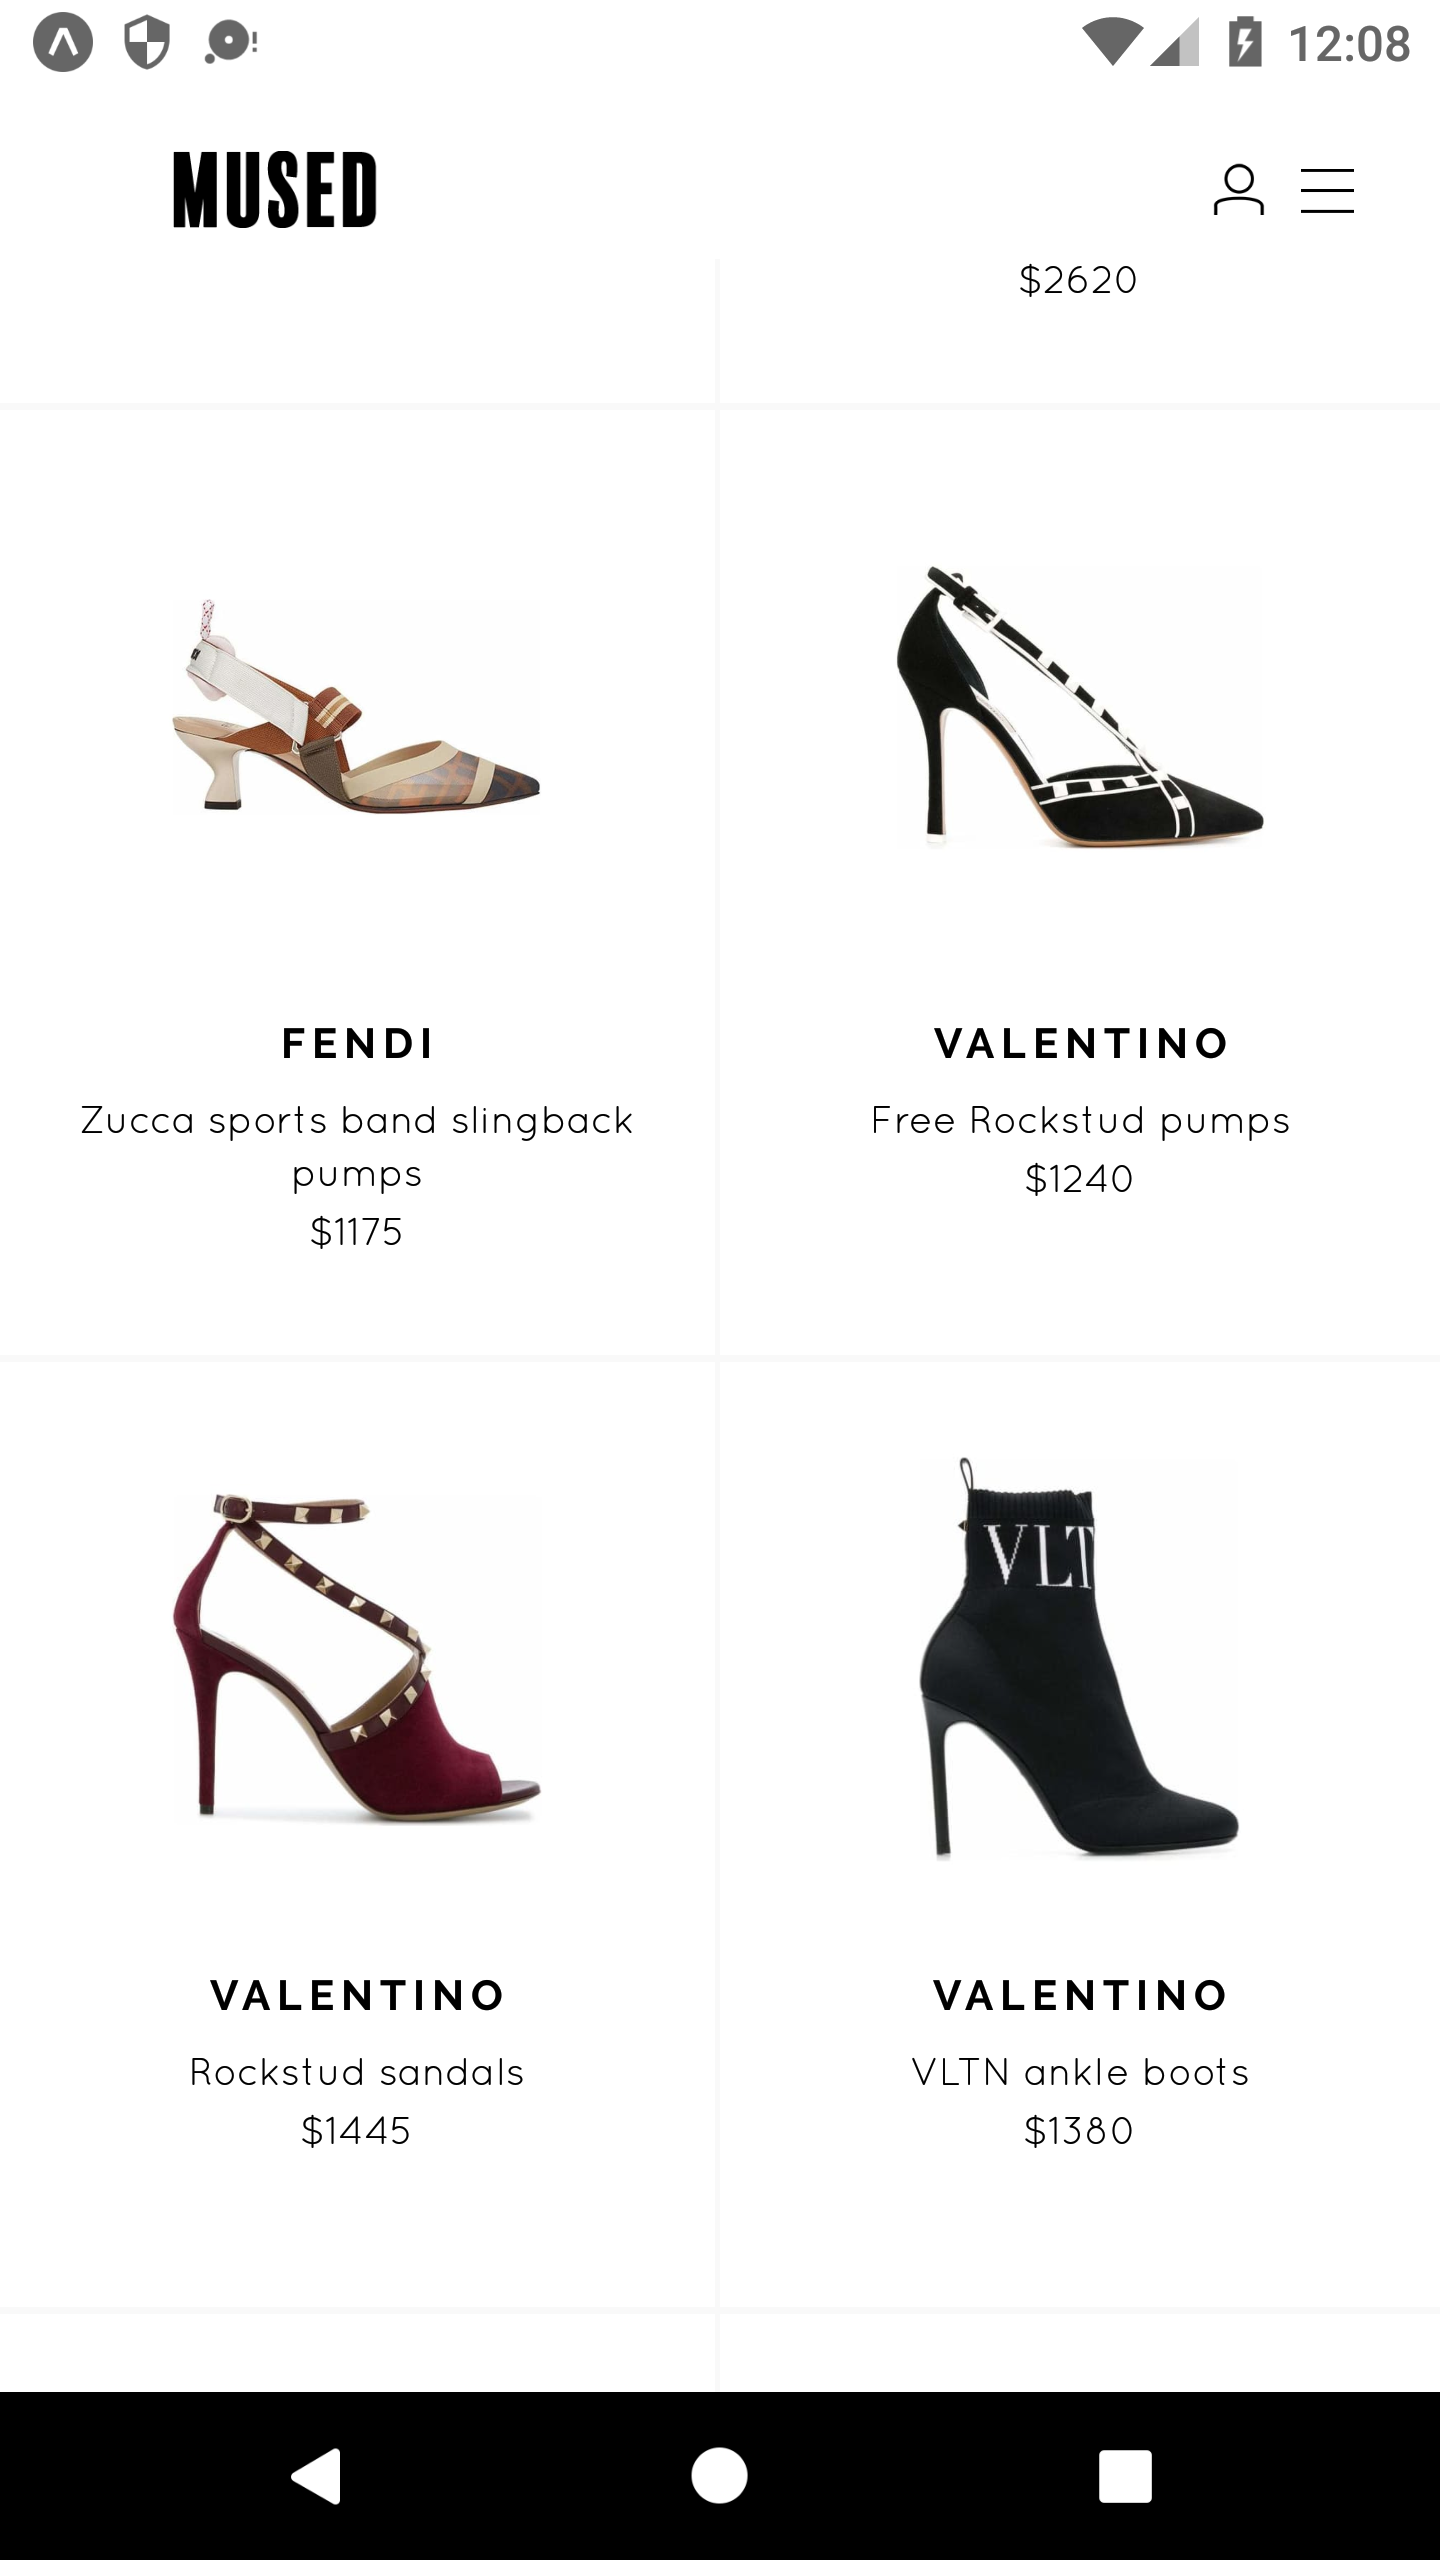 12:08
MUSED
$2620
FENDI
Zucca sports band slingback
pumps
$1175
VALENTINO
Free Rockstud pumps
$1240
VLT
VALENTINO
Rockstud sandals
$1445
VALENTINO
VLTN ankle boots
$1380